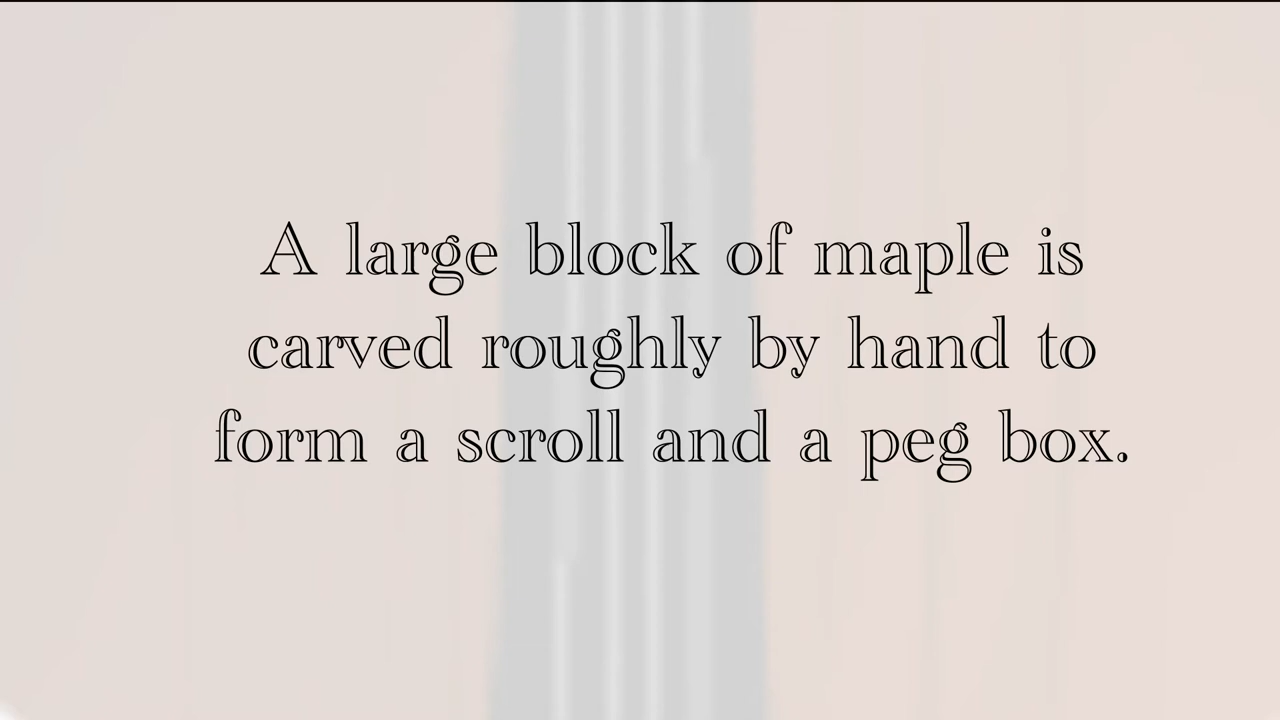 A large block of maple is
carved roughly by hand to
form a scroll and a peg box.